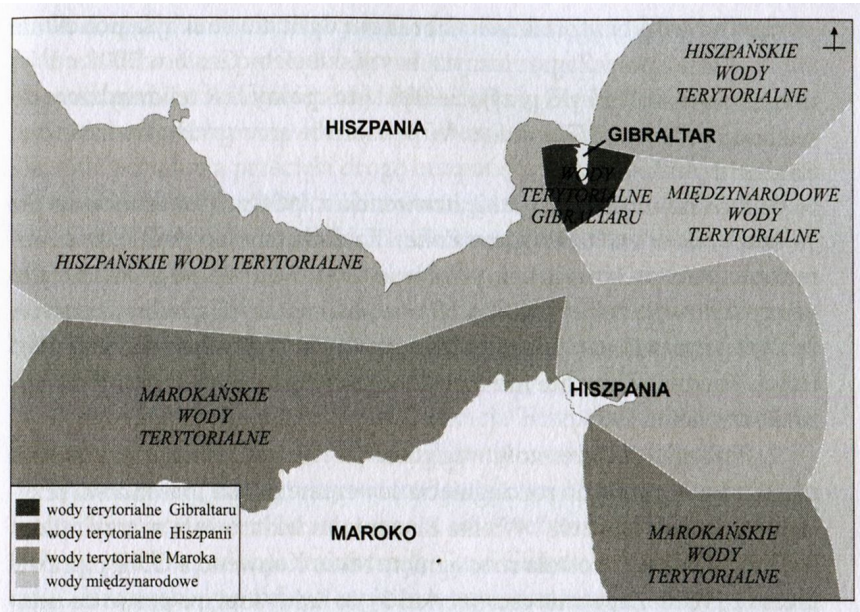 HISZPAŃSKIE
WODY
TERYTORIALNE
HISZPANIA
GIBRALTAR
WODY
TERYTORIALNE
GIBRALTARU
MIĘDZYNARODOWE
WODY
TERYTORIALNE
HISZPAŃSKIE WODY TERYTORIALNE
HISZPANIA
MAROKAŃSKIE
WODY
TERYTORIALNE
MAROKO
MAROKAŃSKIE
WODY
TERYTORIALNE
wody terytorialne Gibraltaru
wody terytorialne Hiszpanii
wody terytorialne Maroka
wody międzynarodowe